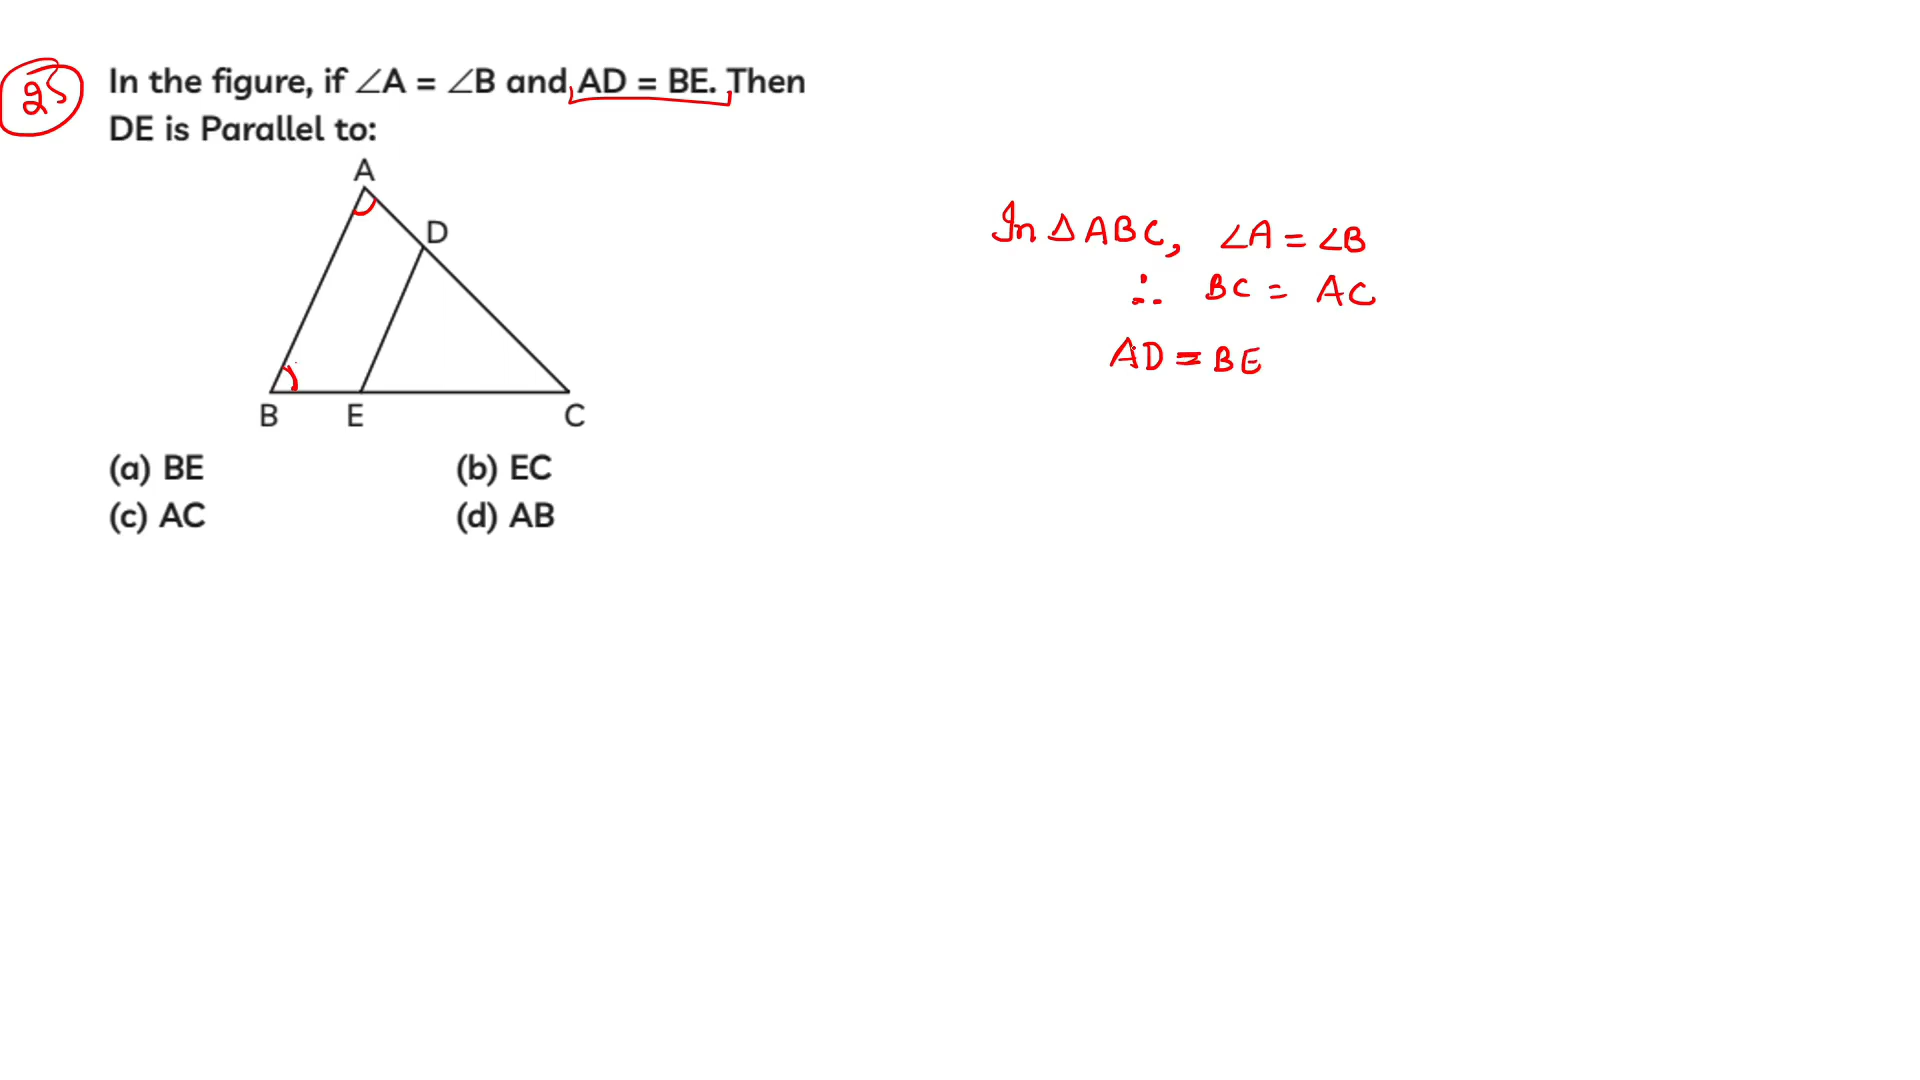 25
In the figure, if ∠A = ∠B and AD = BE. Then
DE is Parallel to:
A
D
B E C
(a) BE (b) EC
(c) AC (d) AB
In △ABC, ∠A = ∠B
∴ BC = AC
AD = BE